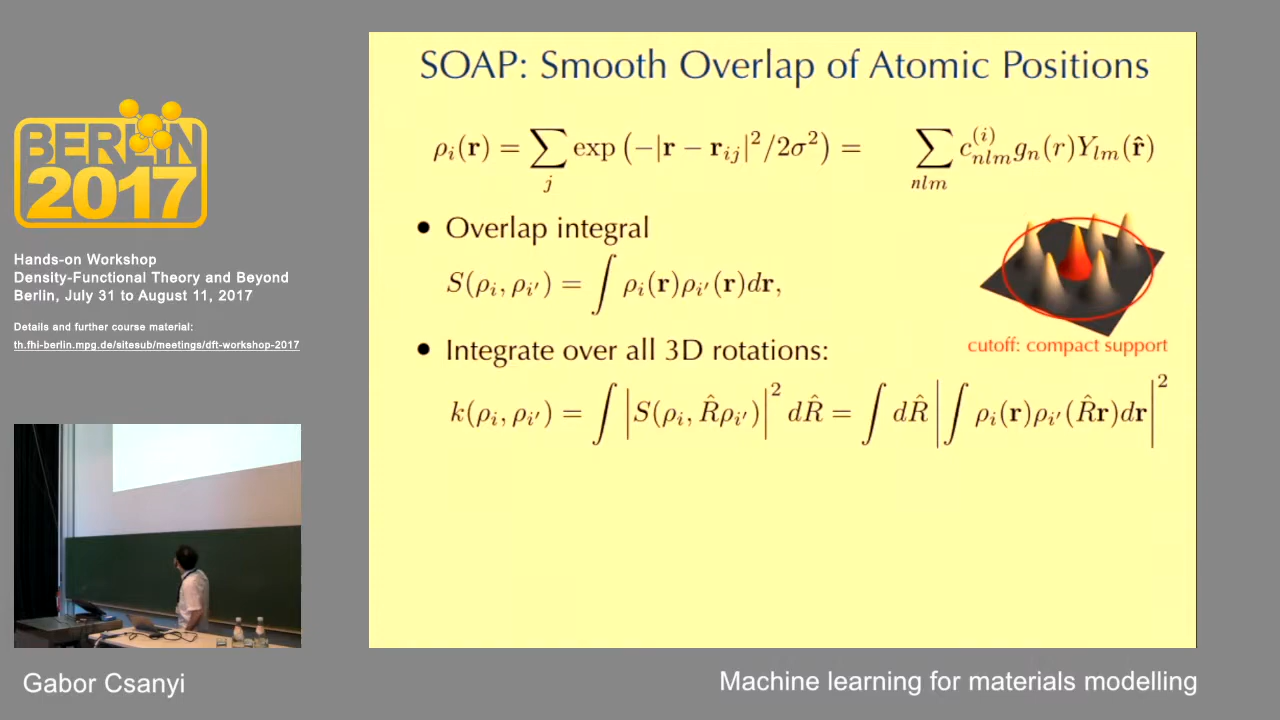 BERLIN
2017
Hands-on Workshop
Density-Functional Theory and Beyond
Berlin, July 31 to August 11, 2017
Details and further course material:
th.fhi-berlin.mpg.de/sitesub/meetings/dft-workshop-2017
SOAP: Smooth Overlap of Atomic Positions
ρ_i(𝐫) = ∑_j exp (−|𝐫 − 𝐫_ij|²/2σ²) = ∑_nlm c_nlm^(i) g_n(r)Y_lm(𝐫̂)
• Overlap integral
S(ρ_i, ρ_i′) = ∫ ρ_i(𝐫)ρ_i′(𝐫)d𝐫,
cutoff: compact support
• Integrate over all 3D rotations:
k(ρ_i, ρ_i′) = ∫ |S(ρ_i, R̂ρ_i′)|² dR̂ = ∫ dR̂ |∫ ρ_i(𝐫)ρ_i′(R̂𝐫)d𝐫|²
Gabor Csanyi
Machine learning for materials modelling